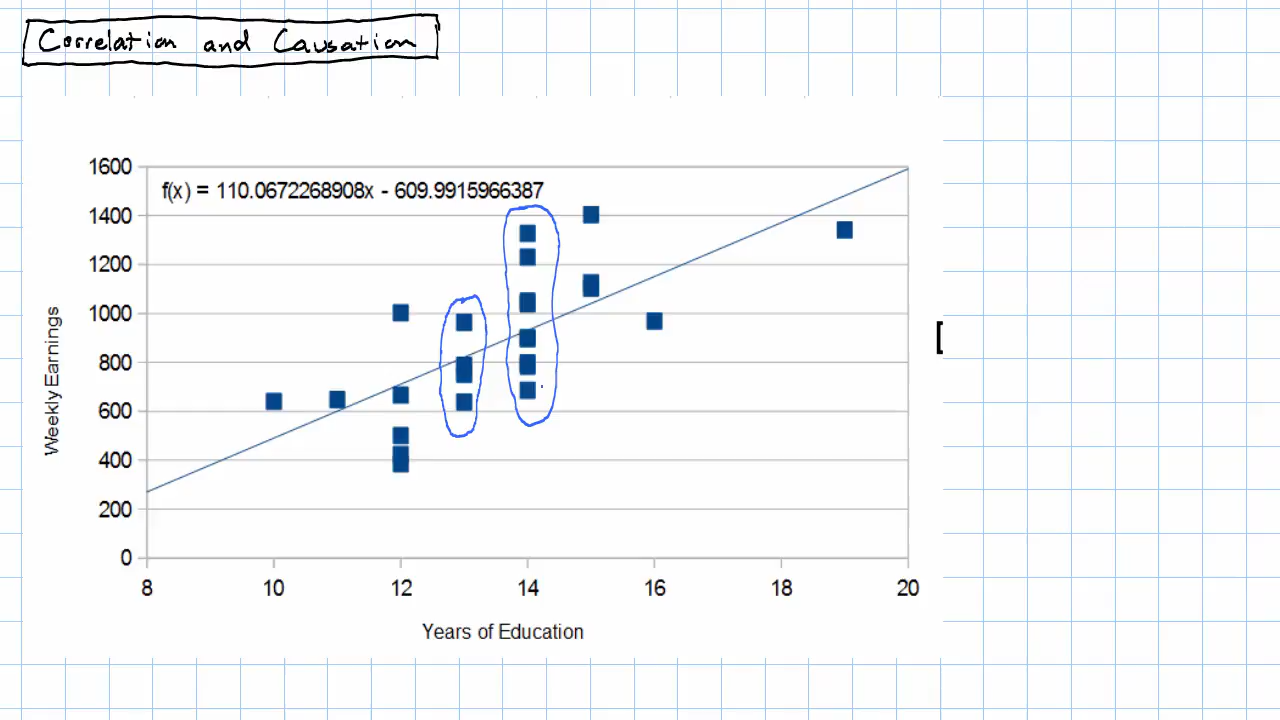 Correlation and Causation
1600
f(x) = 110.0672268908x - 609.9915966387
1400
1200
1000
800
600
400
200
0
Weekly Earnings
8 10 12 14 16 18 20
Years of Education
[